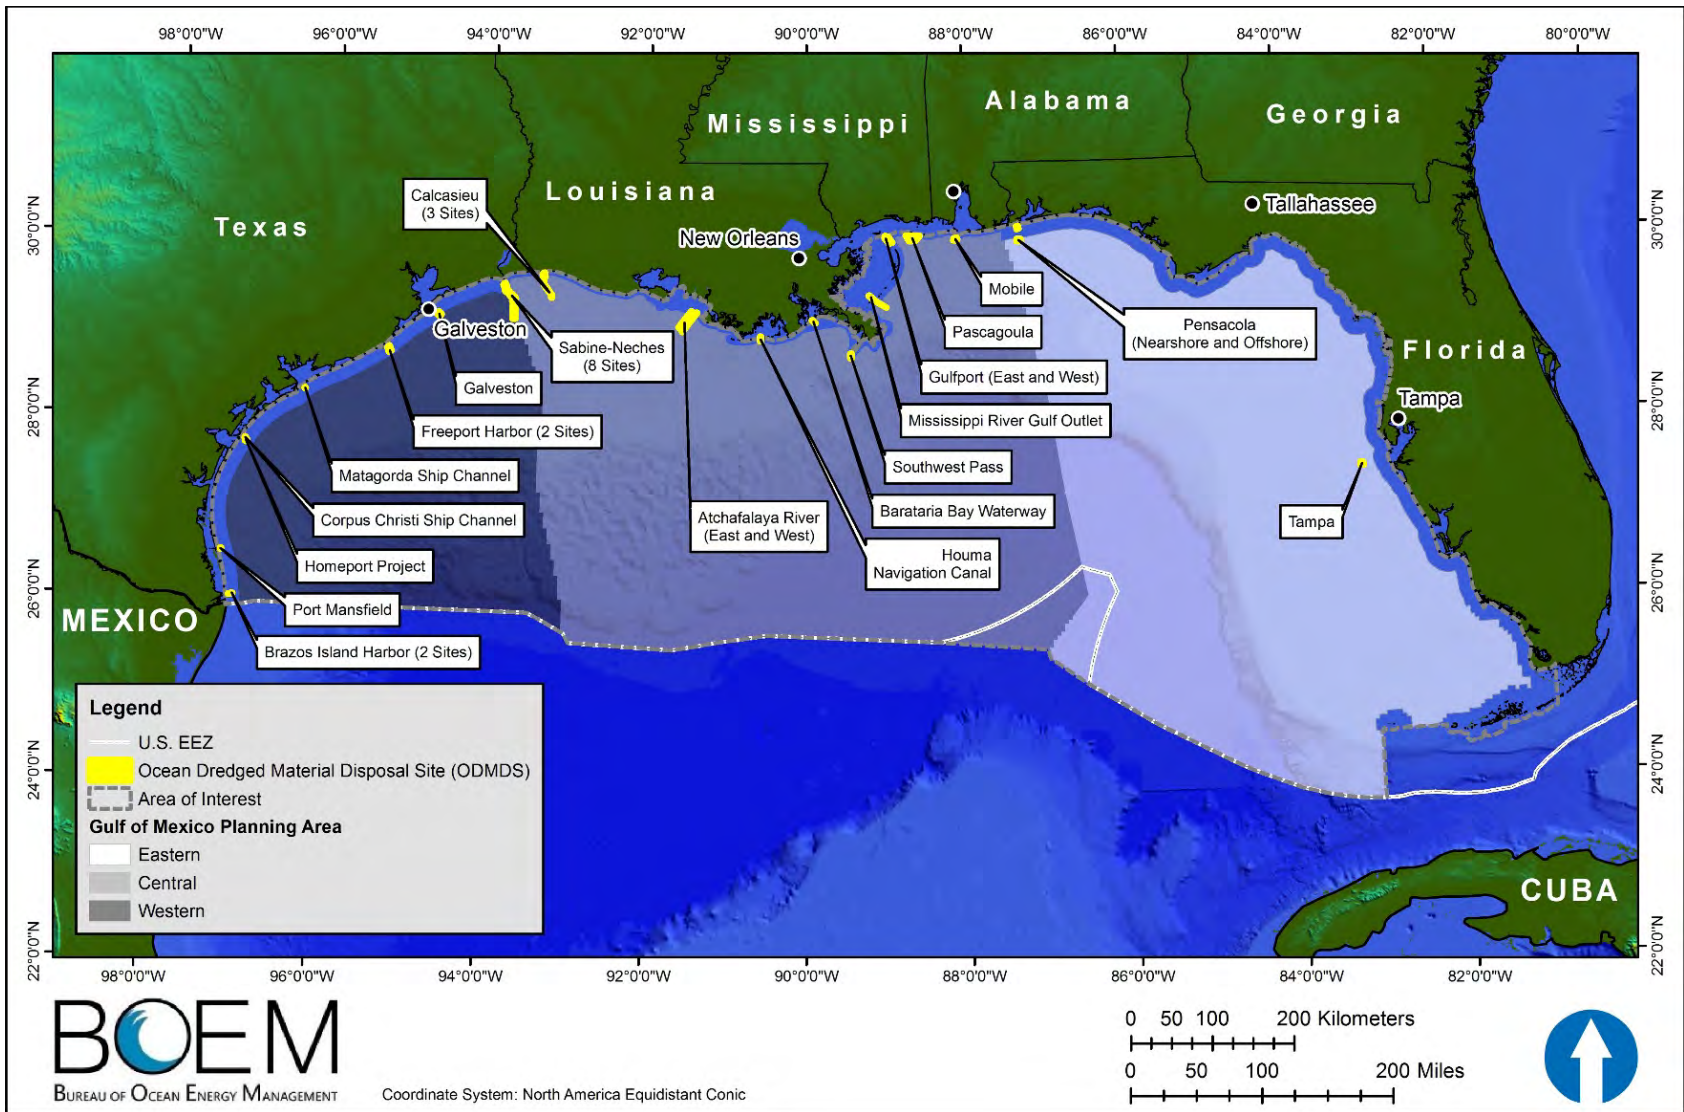 98°0'0"W 96°0'0"W 94°0'0"W 92°0'0"W 90°0'0"W 88°0'0"W 86°0'0"W 84°0'0"W 82°0'0"W 80°0'0"W
Alabama
Georgia
Mississippi
Louisiana
Texas
Calcasieu
(3 Sites)
Tallahassee
New Orleans
30°0'0"N
30°0'0"N
Mobile
Galveston
Pascagoula
Pensacola
(Nearshore and Offshore)
Florida
Sabine-Neches
(8 Sites)
Galveston
Gulfport (East and West)
Tampa
28°0'0"N
28°0'0"N
Freeport Harbor (2 Sites)
Mississippi River Gulf Outlet
Matagorda Ship Channel
Southwest Pass
Corpus Christi Ship Channel
Atchafalaya River
(East and West)
Barataria Bay Waterway
Tampa
Homeport Project
Houma
Navigation Canal
26°0'0"N
26°0'0"N
Port Mansfield
MEXICO
Brazos Island Harbor (2 Sites)
Legend
U.S. EEZ
Ocean Dredged Material Disposal Site (ODMDS)
Area of Interest
Gulf of Mexico Planning Area
Eastern
Central
Western
24°0'0"N
24°0'0"N
CUBA
22°0'0"N
22°0'0"N
98°0'0"W 96°0'0"W 94°0'0"W 92°0'0"W 90°0'0"W 88°0'0"W 86°0'0"W 84°0'0"W 82°0'0"W
BOEM
BUREAU OF OCEAN ENERGY MANAGEMENT
Coordinate System: North America Equidistant Conic
0 50 100 200 Kilometers
0 50 100 200 Miles